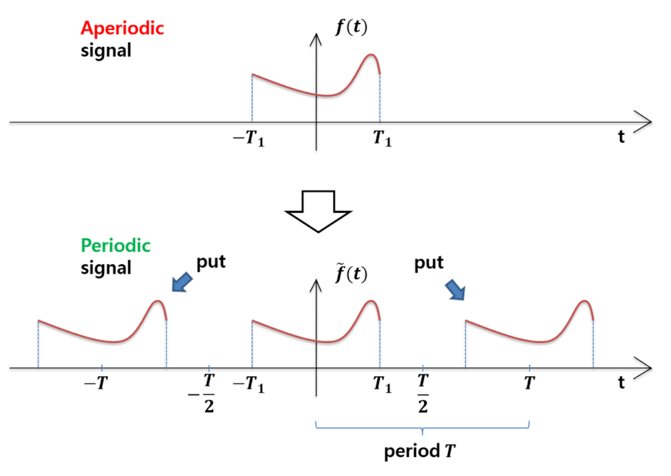 Aperiodic
signal
f(t)
−T₁
T₁
t
Periodic
signal
put
f̃(t)
put
−T
−T/2
−T₁
T₁
T/2
T
t
period T